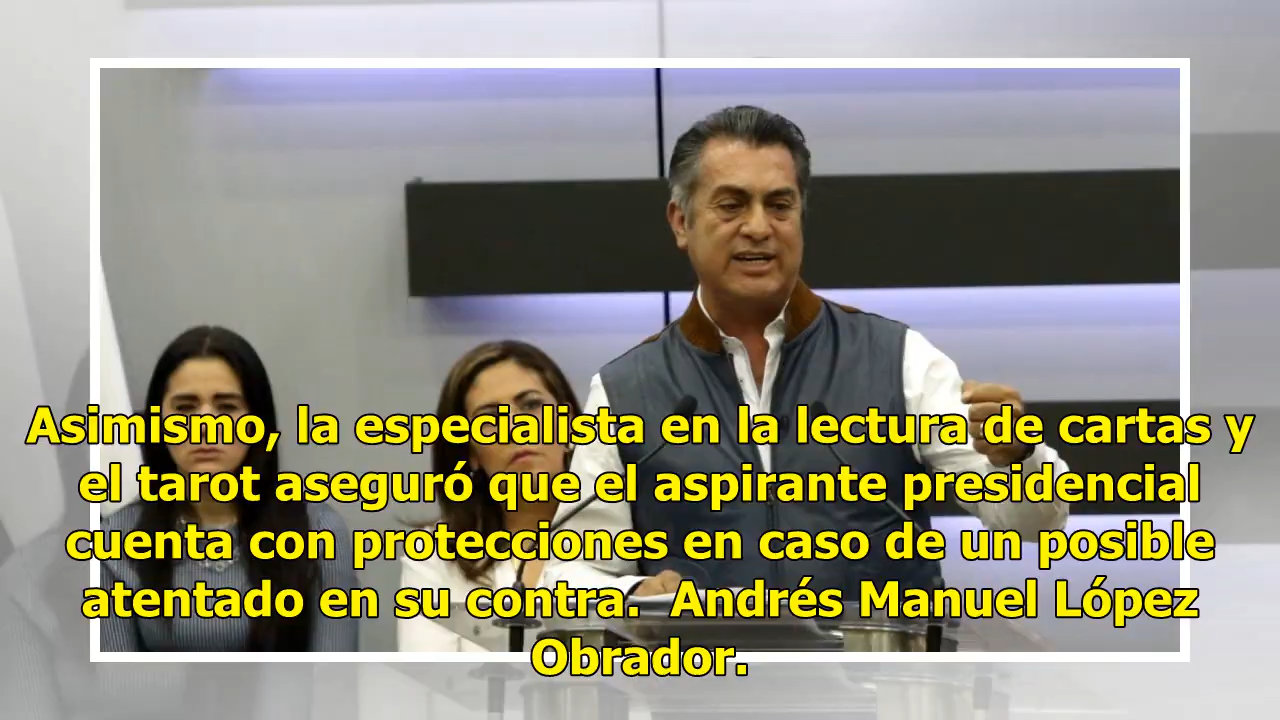 Asimismo, la especialista en la lectura de cartas y
el tarot aseguró que el aspirante presidencial
cuenta con protecciones en caso de un posible
atentado en su contra.  Andrés Manuel López
Obrador.